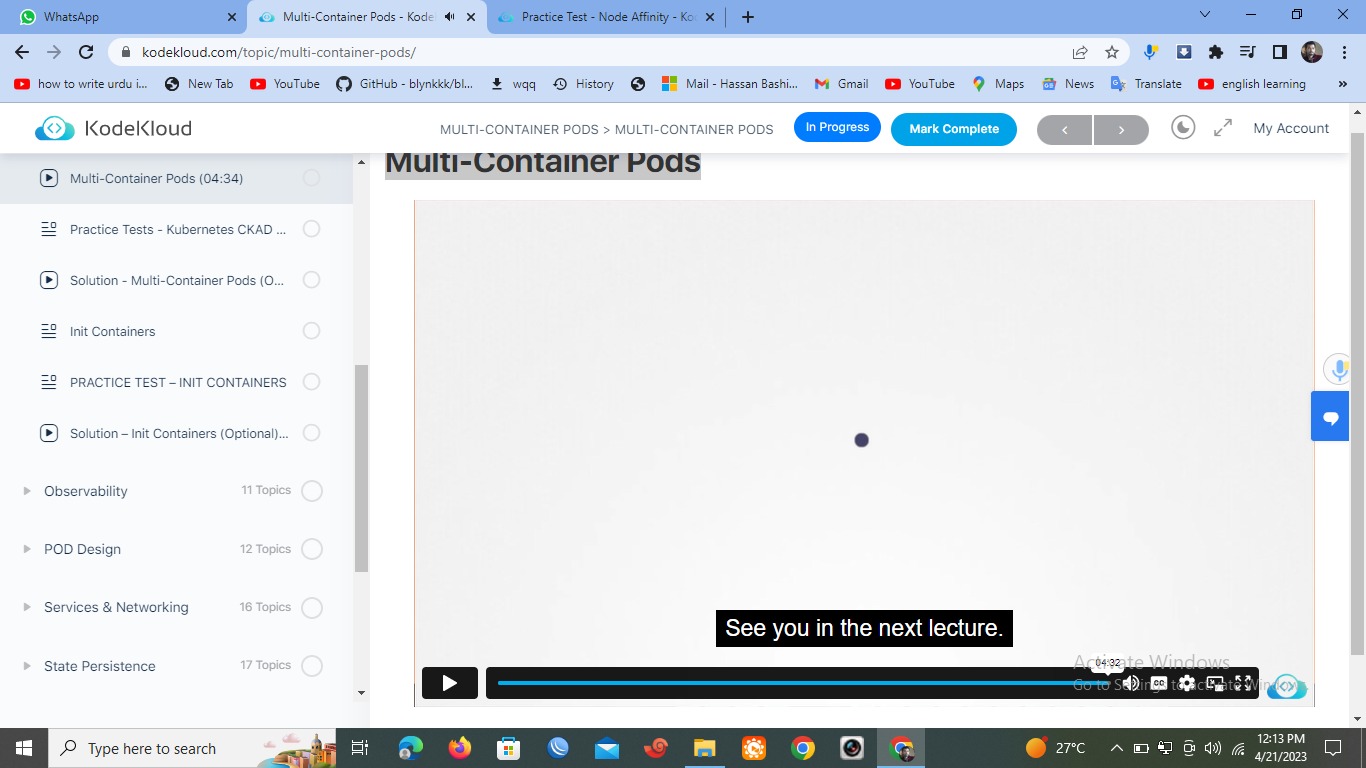 WhatsApp
Multi-Container Pods - Kodel
Practice Test - Node Affinity - Ko
kodekloud.com/topic/multi-container-pods/
how to write urdu i... New Tab YouTube GitHub - blynkkk/bl... wqq History Mail - Hassan Bashi... Gmail YouTube Maps News Translate english learning »
KodeKloud
MULTI-CONTAINER PODS > MULTI-CONTAINER PODS
In Progress
Mark Complete
My Account
Multi-Container Pods (04:34)
Practice Tests - Kubernetes CKAD ...
Solution - Multi-Container Pods (O...
Init Containers
PRACTICE TEST – INIT CONTAINERS
Solution – Init Containers (Optional)...
Observability 11 Topics
POD Design 12 Topics
Services & Networking 16 Topics
State Persistence 17 Topics
Multi-Container Pods
See you in the next lecture.
04:32
CC
Activate Windows
Go to Settings to activate Windows.
Type here to search
27°C
12:13 PM
4/21/2023